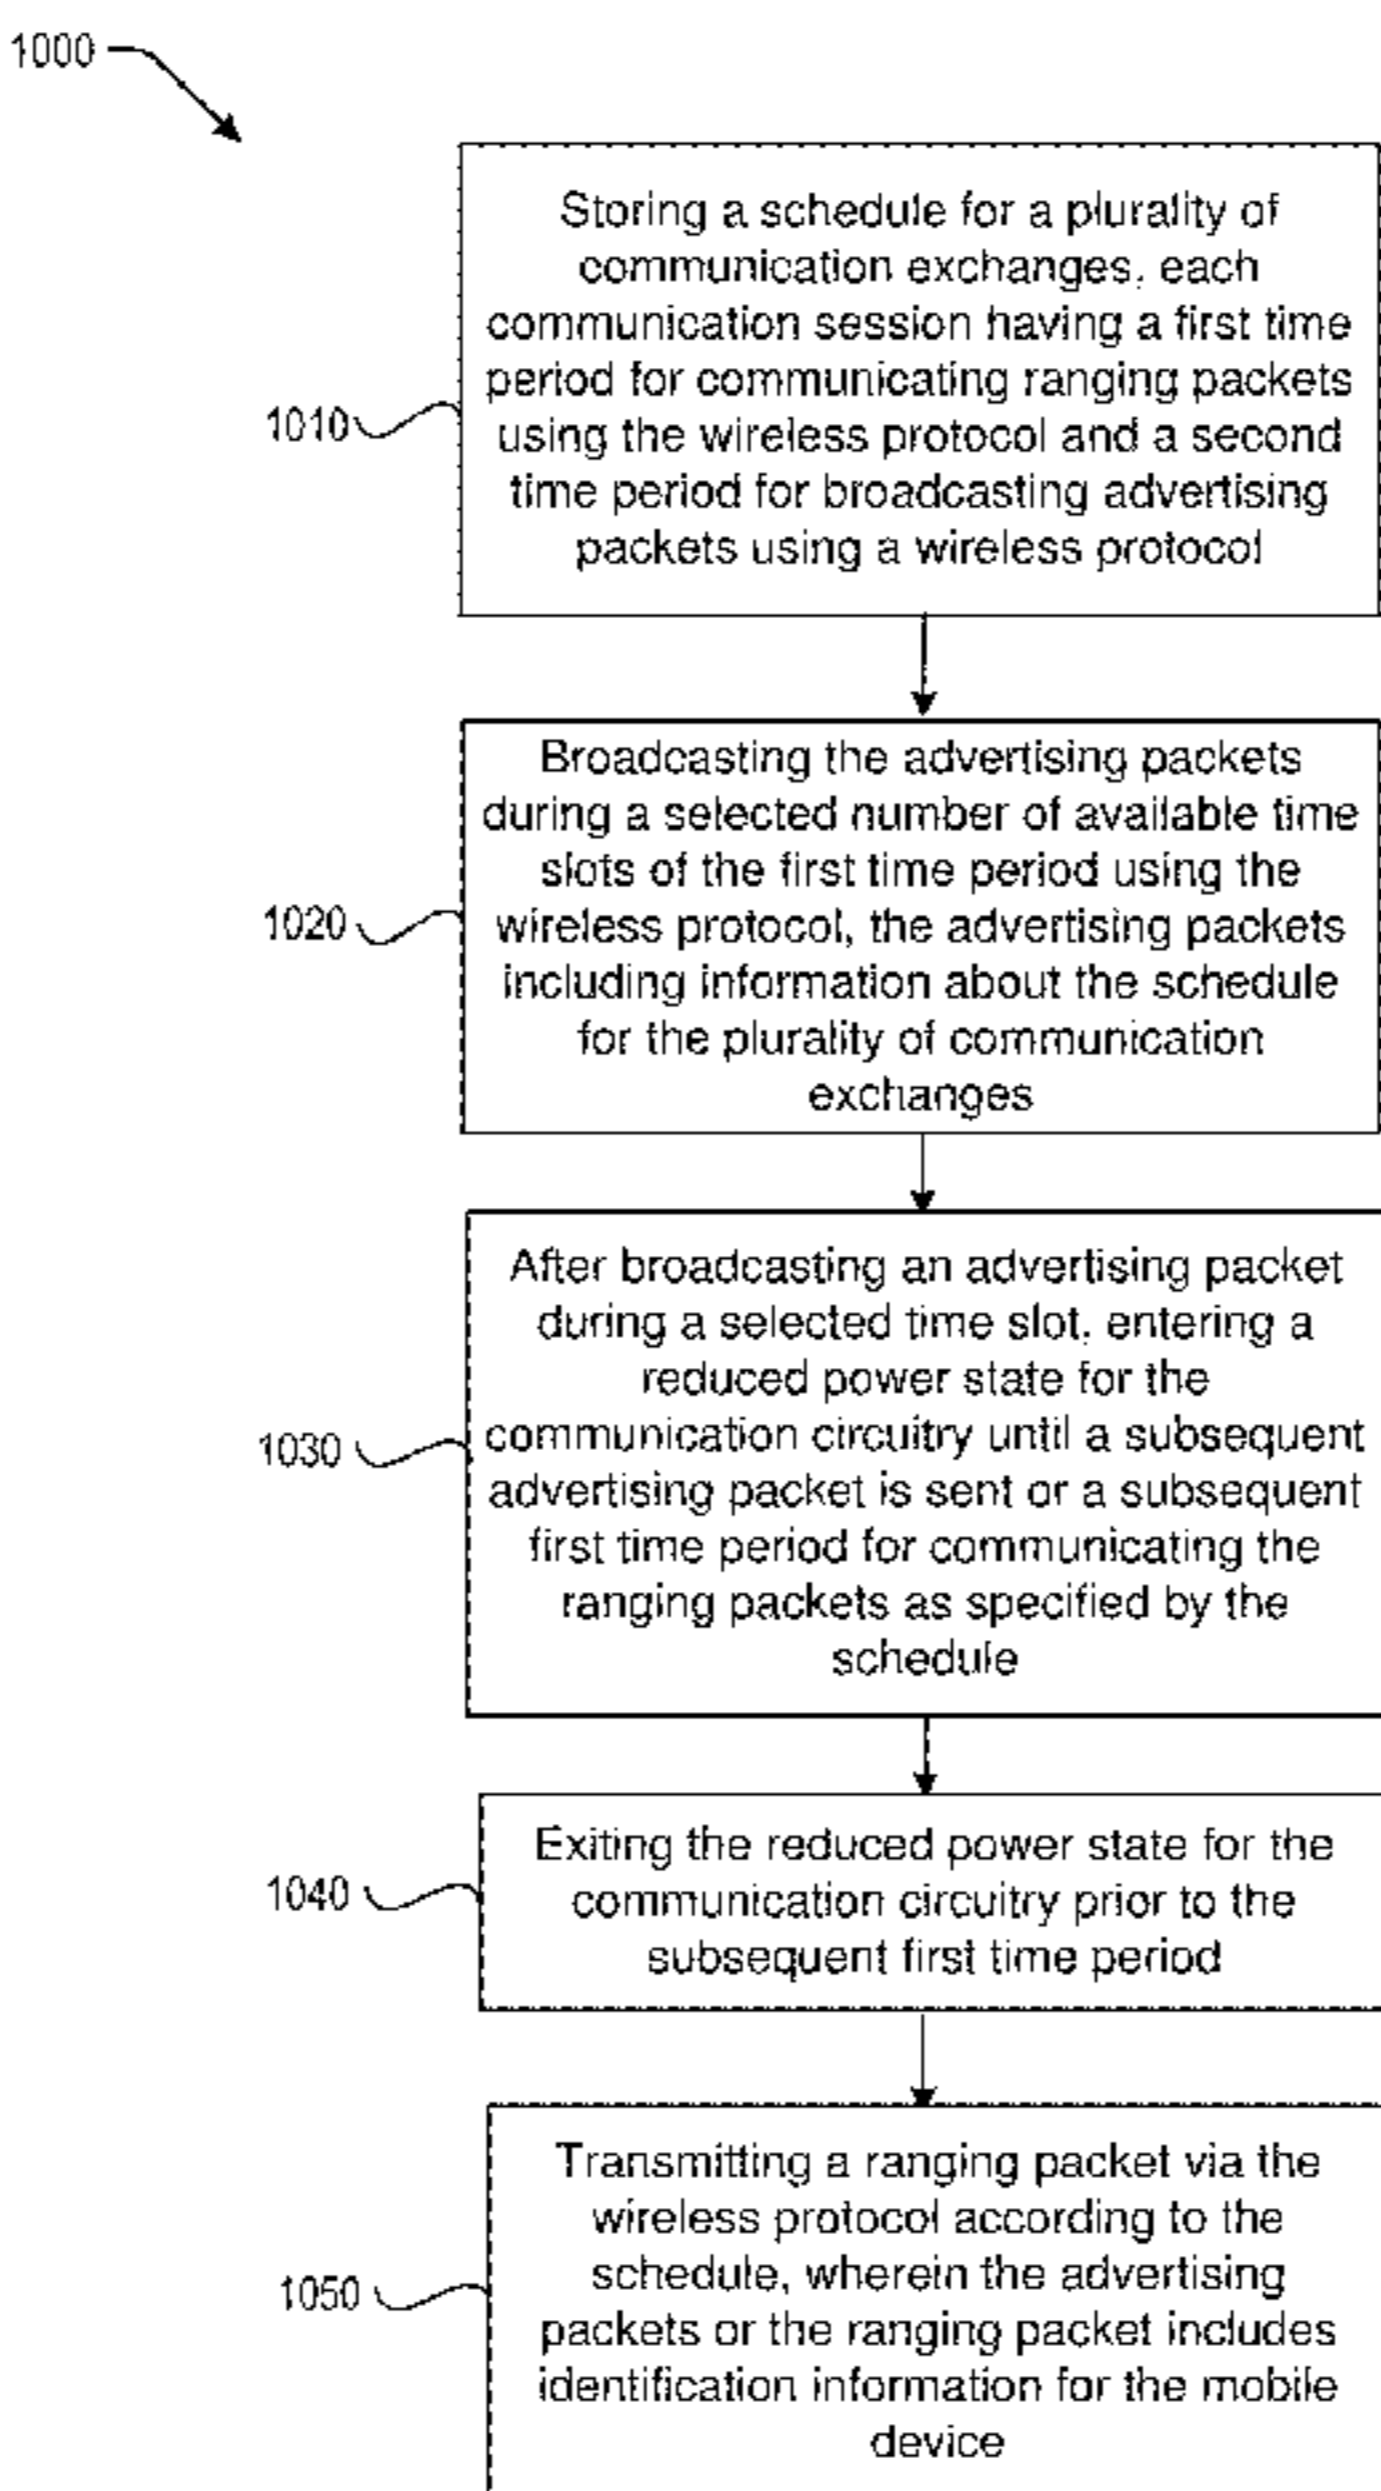 1000
Storing a schedule for a plurality of
communication exchanges, each
communication session having a first time
period for communicating ranging packets
using the wireless protocol and a second
time period for broadcasting advertising
packets using a wireless protocol
1010
Broadcasting the advertising packets
during a selected number of available time
slots of the first time period using the
wireless protocol, the advertising packets
including information about the schedule
for the plurality of communication
exchanges
1020
After broadcasting an advertising packet
during a selected time slot, entering a
reduced power state for the
communication circuitry until a subsequent
advertising packet is sent or a subsequent
first time period for communicating the
ranging packets as specified by the
schedule
1030
Exiting the reduced power state for the
communication circuitry prior to the
subsequent first time period
1040
Transmitting a ranging packet via the
wireless protocol according to the
schedule, wherein the advertising
packets or the ranging packet includes
identification information for the mobile
device
1050